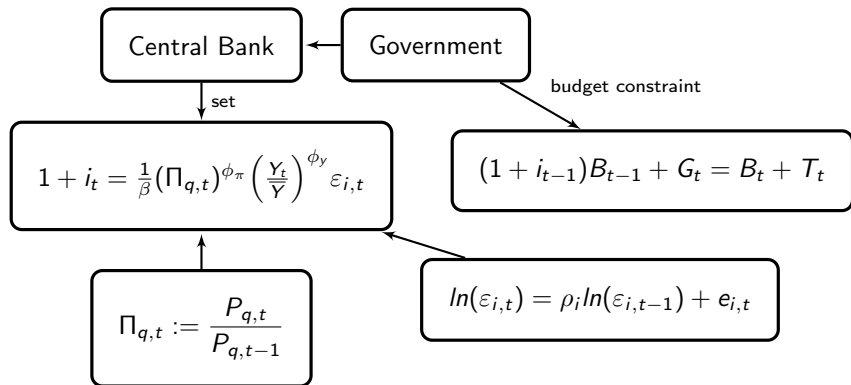 Central Bank
Government
set
budget constraint
$1 + i_t = \frac{1}{\beta}(\Pi_{q,t})^{\phi_\pi}\left(\frac{Y_t}{\overline{Y}}\right)^{\phi_y}\varepsilon_{i,t}$
$(1 + i_{t-1})B_{t-1} + G_t = B_t + T_t$
$\Pi_{q,t} := \frac{P_{q,t}}{P_{q,t-1}}$
$ln(\varepsilon_{i,t}) = \rho_i ln(\varepsilon_{i,t-1}) + e_{i,t}$